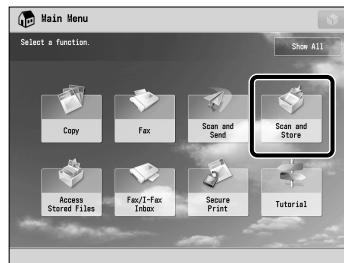 Main Menu
Select a function.
Show All
Copy
Fax
Scan and
Send
Scan and
Store
Access
Stored Files
Fax/I-Fax
Inbox
Secure
Print
Tutorial